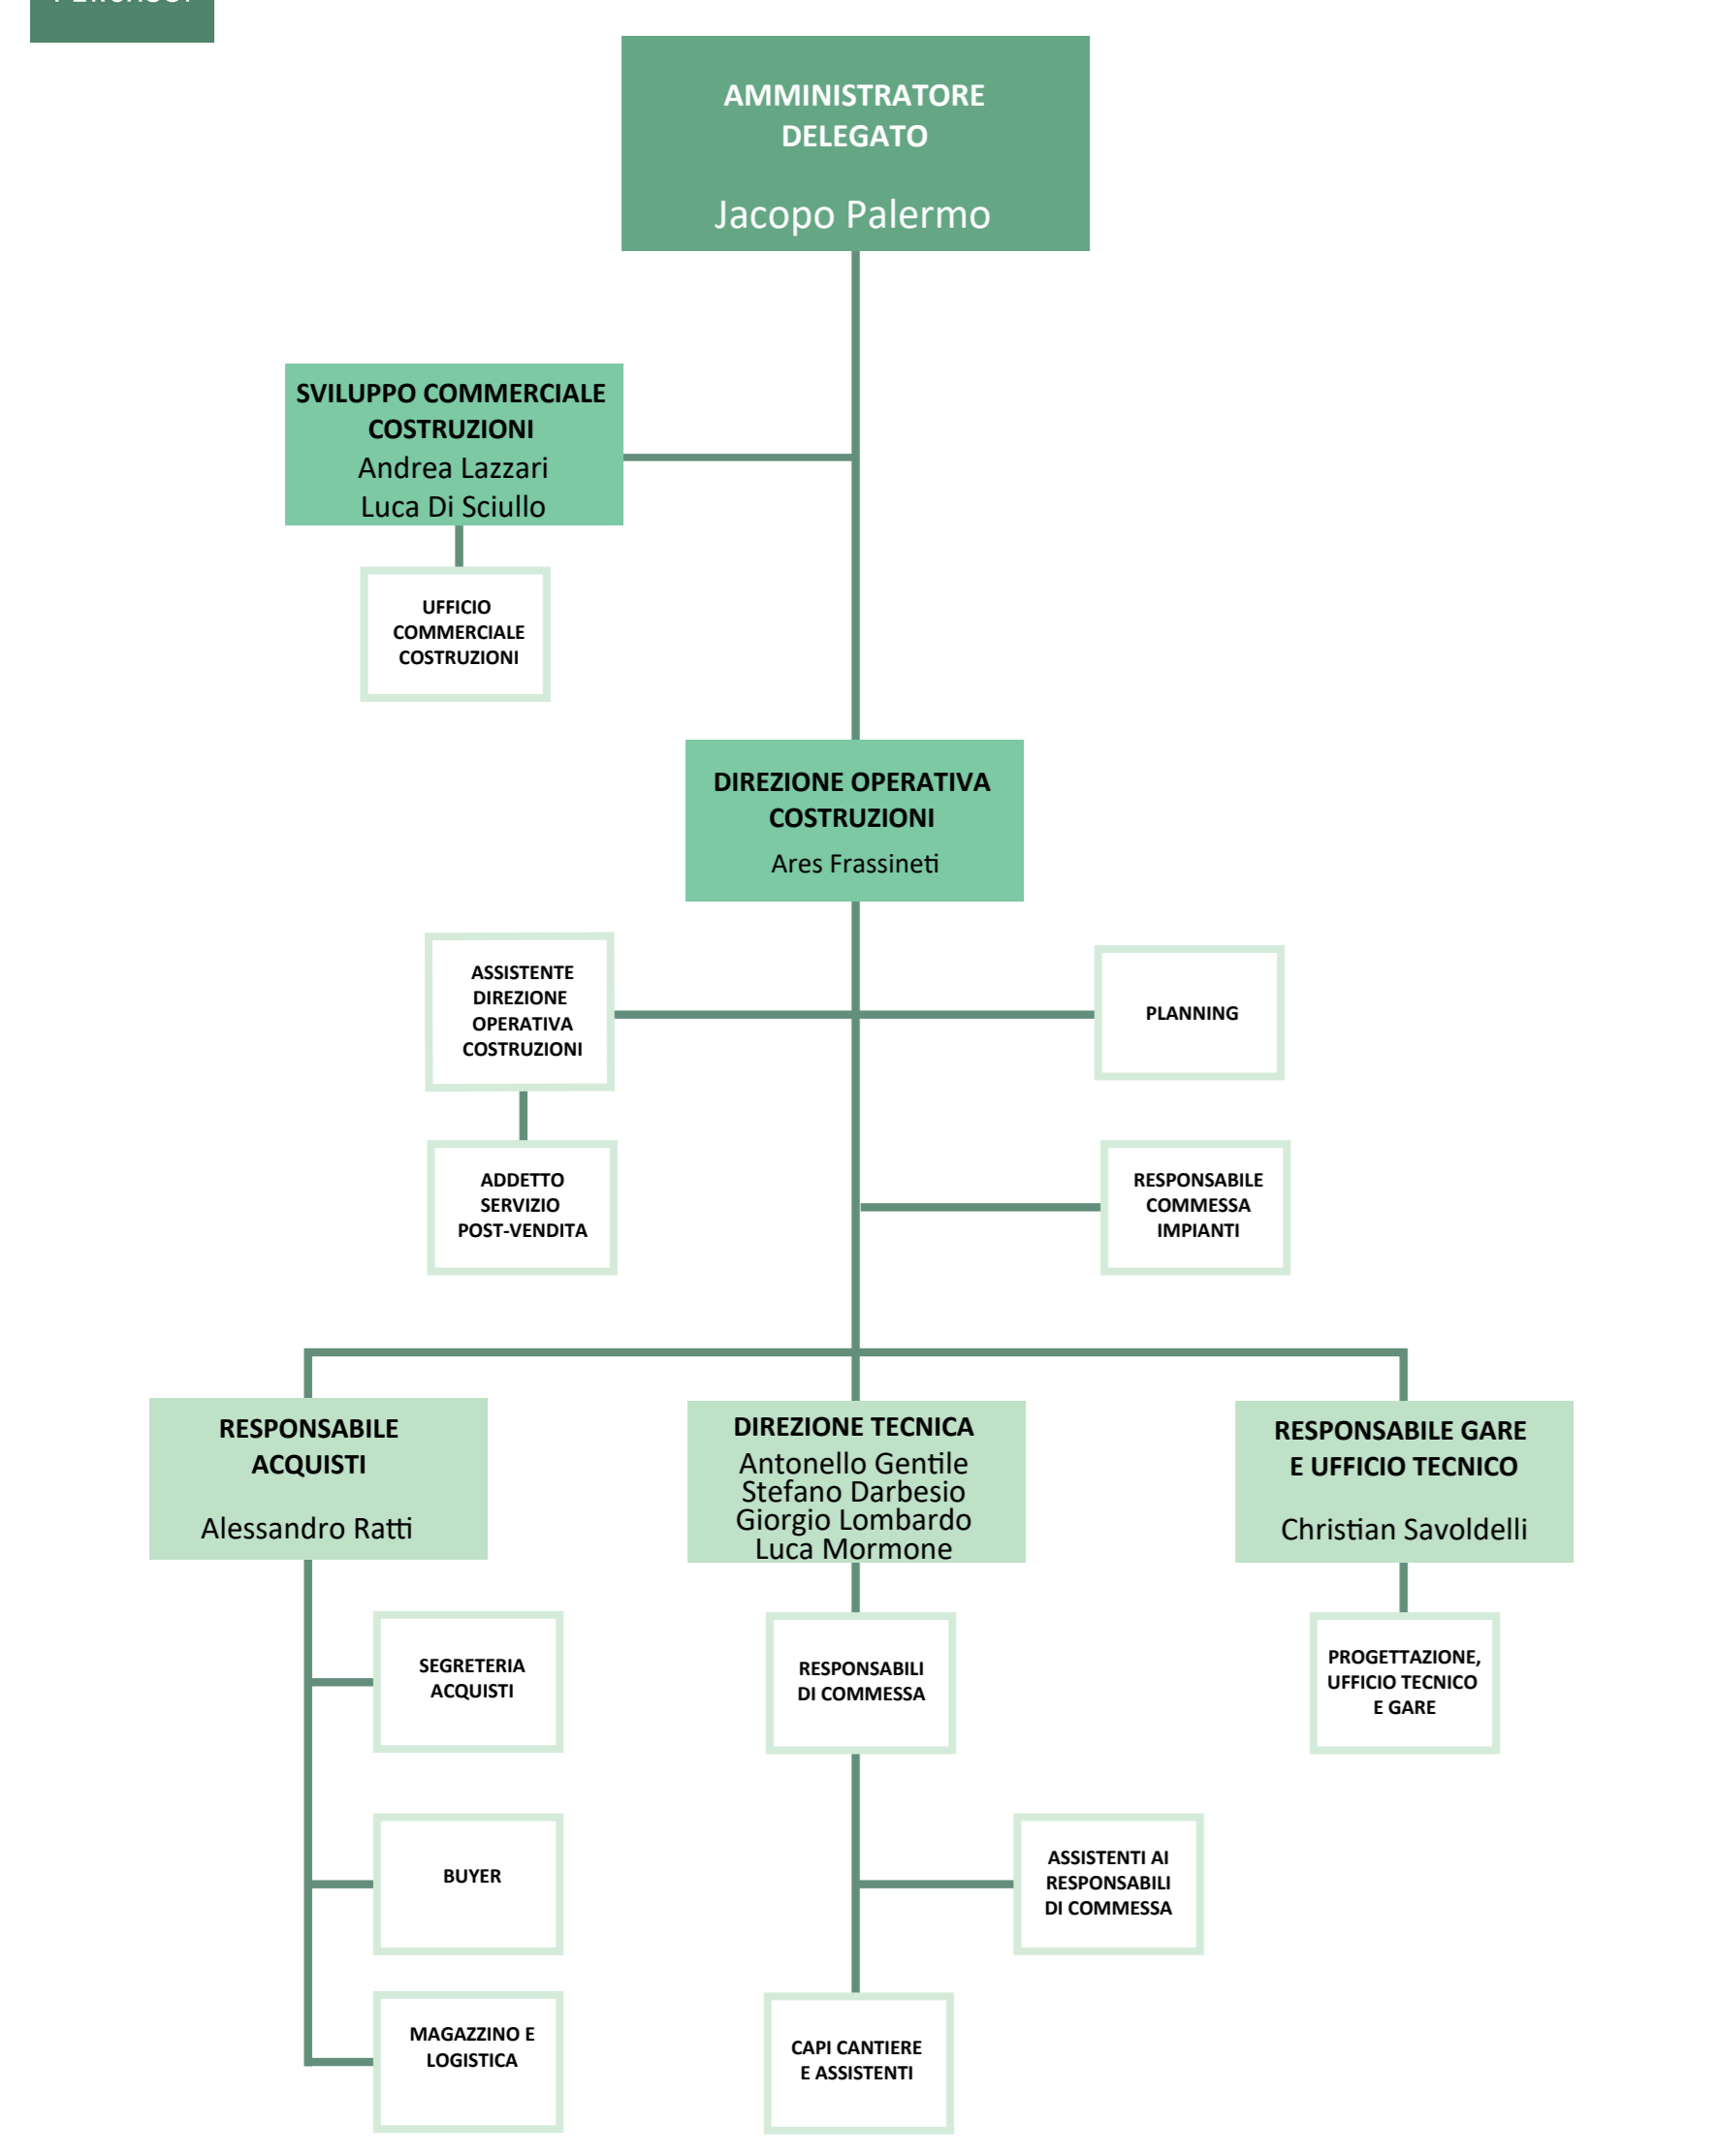 AMMINISTRATORE
DELEGATO
Jacopo Palermo
SVILUPPO COMMERCIALE
COSTRUZIONI
Andrea Lazzari
Luca Di Sciullo
UFFICIO
COMMERCIALE
COSTRUZIONI
DIREZIONE OPERATIVA
COSTRUZIONI
Ares Frassineti
ASSISTENTE
DIREZIONE
OPERATIVA
COSTRUZIONI
PLANNING
ADDETTO
SERVIZIO
POST-VENDITA
RESPONSABILE
COMMESSA
IMPIANTI
RESPONSABILE
ACQUISTI
Alessandro Ratti
DIREZIONE TECNICA
Antonello Gentile
Stefano Darbesio
Giorgio Lombardo
Luca Mormone
RESPONSABILE GARE
E UFFICIO TECNICO
Christian Savoldelli
SEGRETERIA
ACQUISTI
RESPONSABILI
DI COMMESSA
PROGETTAZIONE,
UFFICIO TECNICO
E GARE
BUYER
ASSISTENTI AI
RESPONSABILI
DI COMMESSA
MAGAZZINO E
LOGISTICA
CAPI CANTIERE
E ASSISTENTI